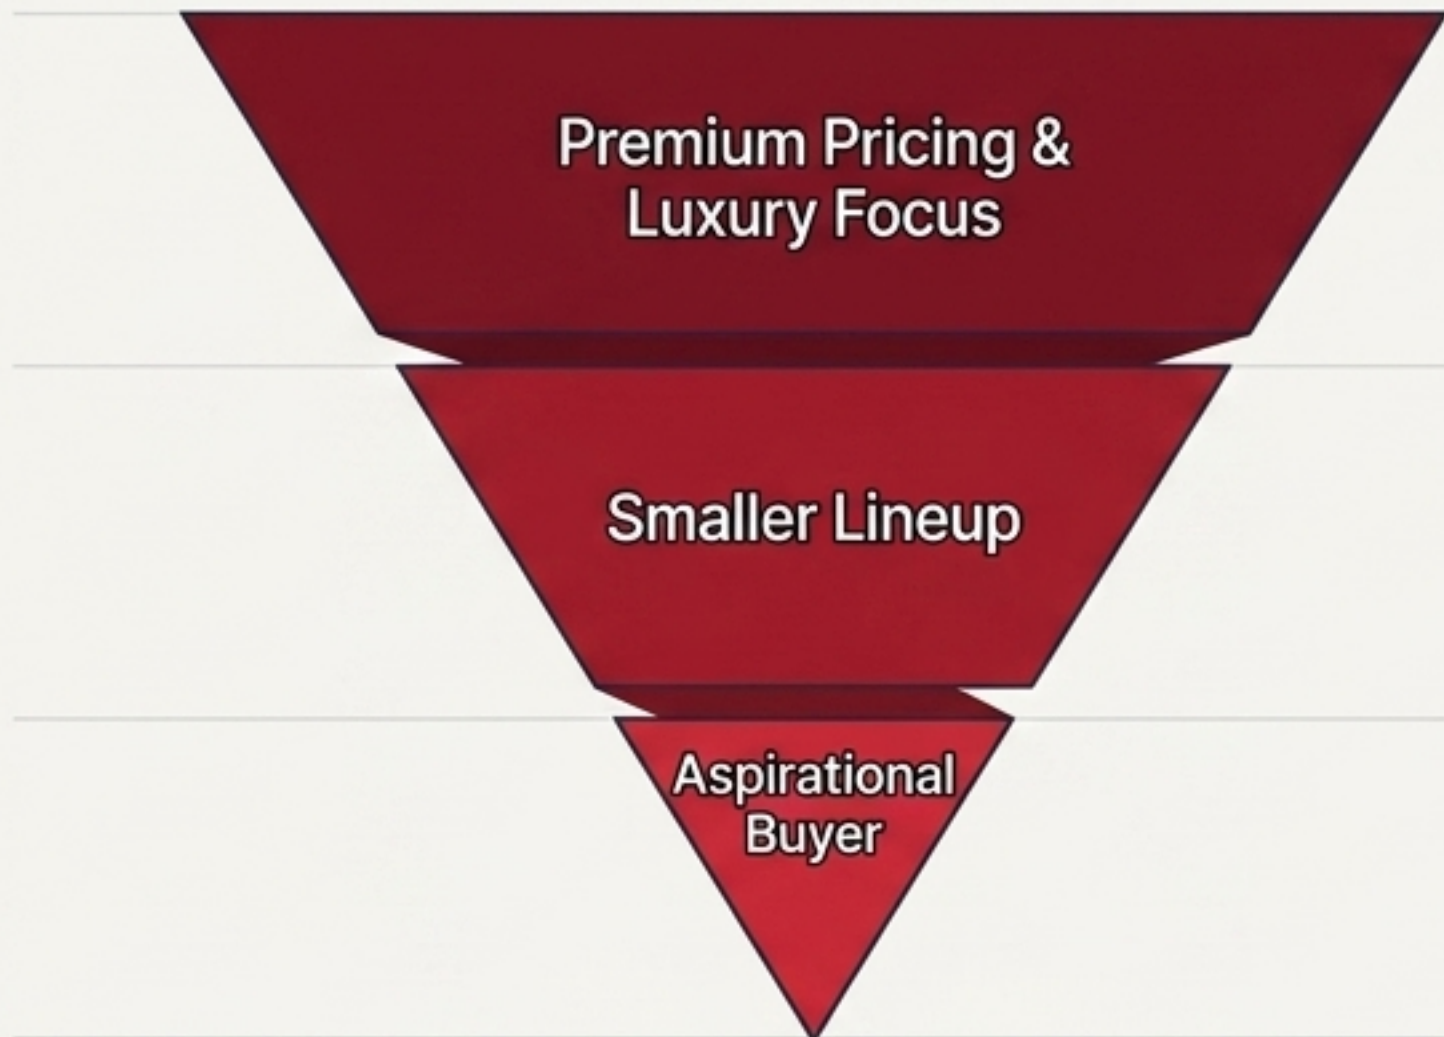 Premium Pricing &
Luxury Focus
Smaller Lineup
Aspirational
Buyer